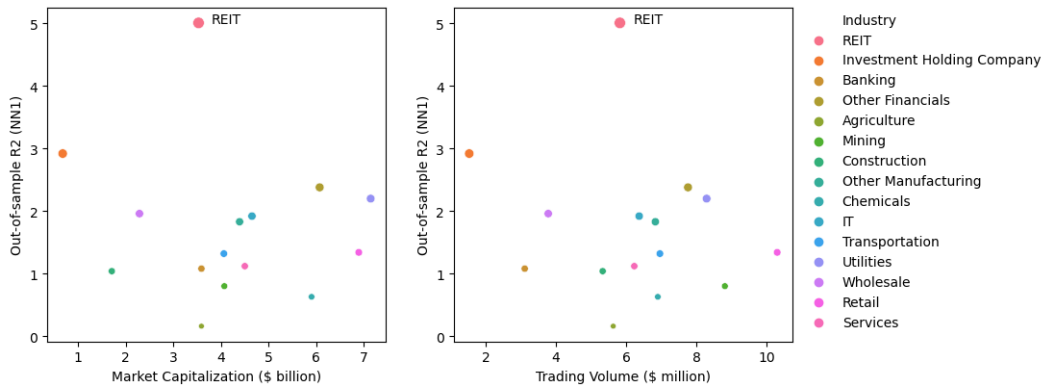 REIT
5
4
3
2
1
0
Out-of-sample R2 (NN1)
1 2 3 4 5 6 7
Market Capitalization ($ billion)
REIT
5
4
3
2
1
0
Out-of-sample R2 (NN1)
2 4 6 8 10
Trading Volume ($ million)
Industry
REIT
Investment Holding Company
Banking
Other Financials
Agriculture
Mining
Construction
Other Manufacturing
Chemicals
IT
Transportation
Utilities
Wholesale
Retail
Services